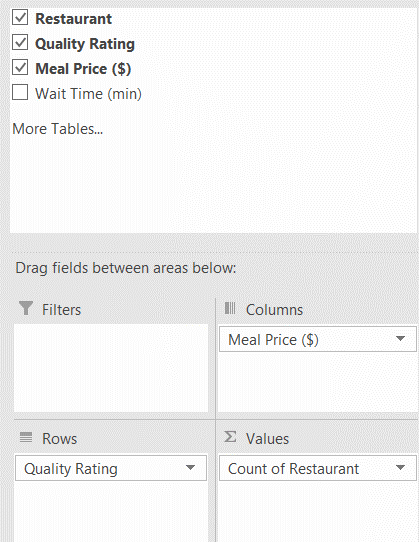 Restaurant
Quality Rating
Meal Price ($)
Wait Time (min)
More Tables...
Drag fields between areas below:
Filters
Columns
Meal Price ($)
Rows
Values
Quality Rating
Count of Restaurant